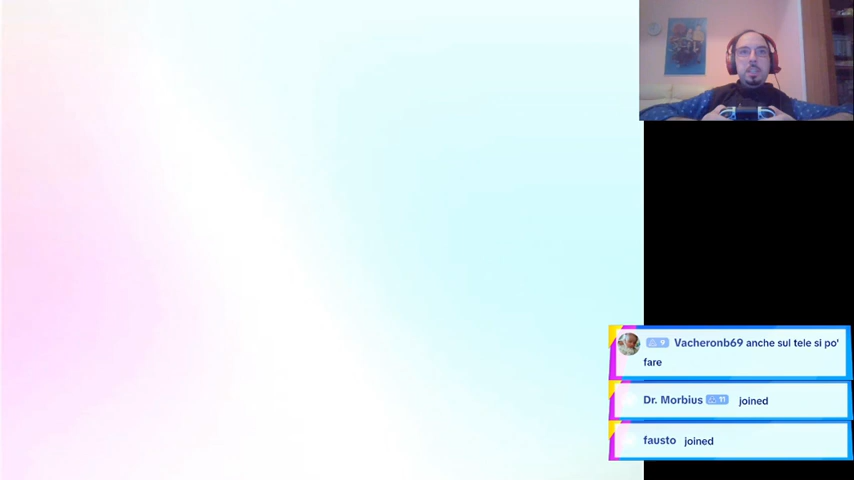 9 Vacheronb69 anche sul tele si po'
fare
Dr. Morbius 11 joined
fausto joined